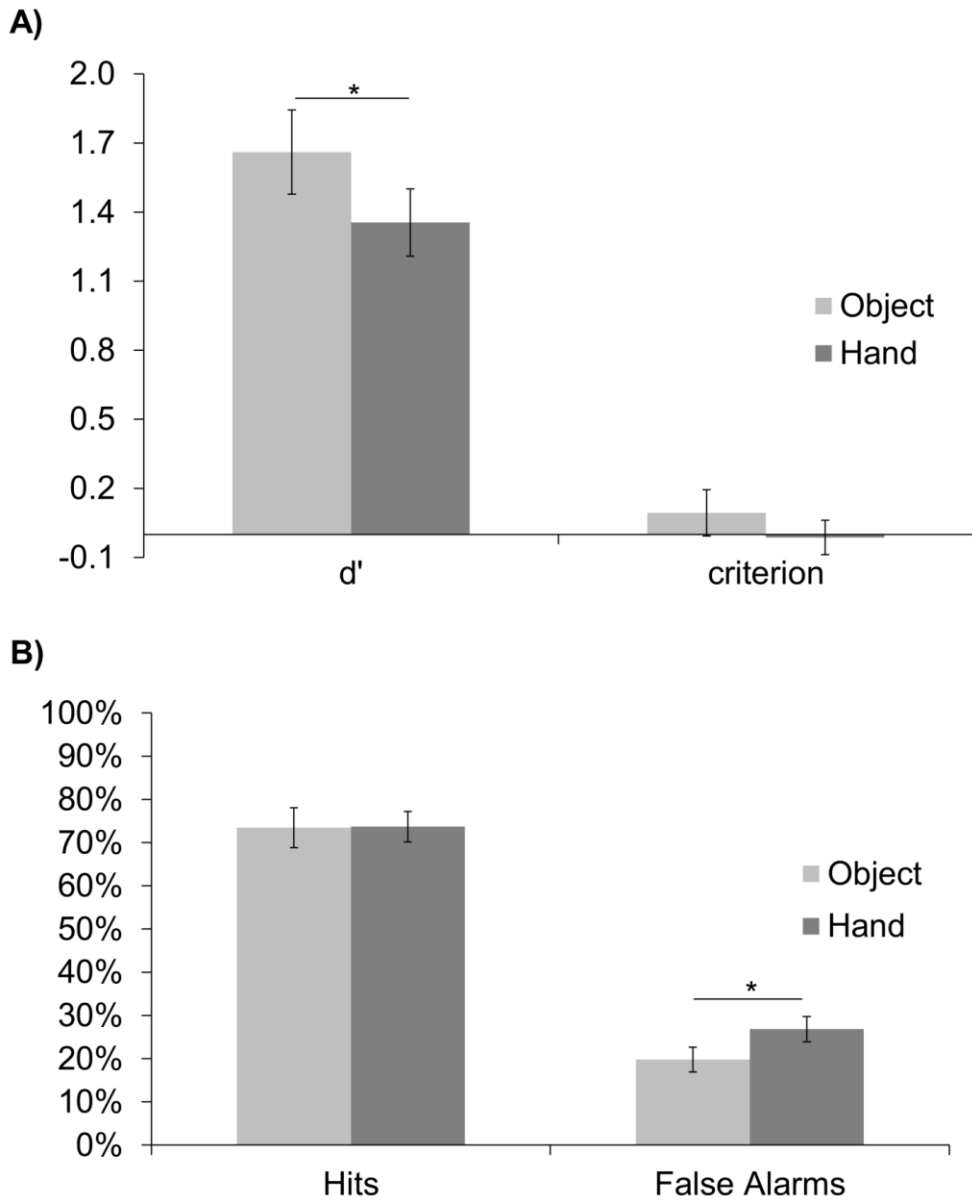 A)
2.0
*
1.7
1.4
1.1
Object
0.8
Hand
0.5
0.2
-0.1
d'
criterion
B)
100%
90%
80%
70%
60%
Object
50%
Hand
40%
*
30%
20%
10%
0%
Hits
False Alarms